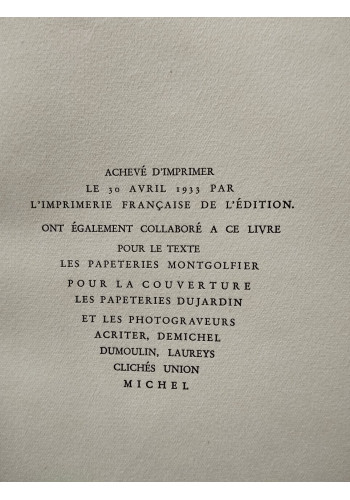 ACHEVÉ D'IMPRIMER
LE 30 AVRIL 1933 PAR
L'IMPRIMERIE FRANÇAISE DE L'ÉDITION.
ONT ÉGALEMENT COLLABORÉ A CE LIVRE
POUR LE TEXTE
LES PAPETERIES MONTGOLFIER
POUR LA COUVERTURE
LES PAPETERIES DUJARDIN
ET LES PHOTOGRAVEURS
ACRITER, DEMICHEL
DUMOULIN, LAUREYS
CLICHÉS UNION
MICHEL